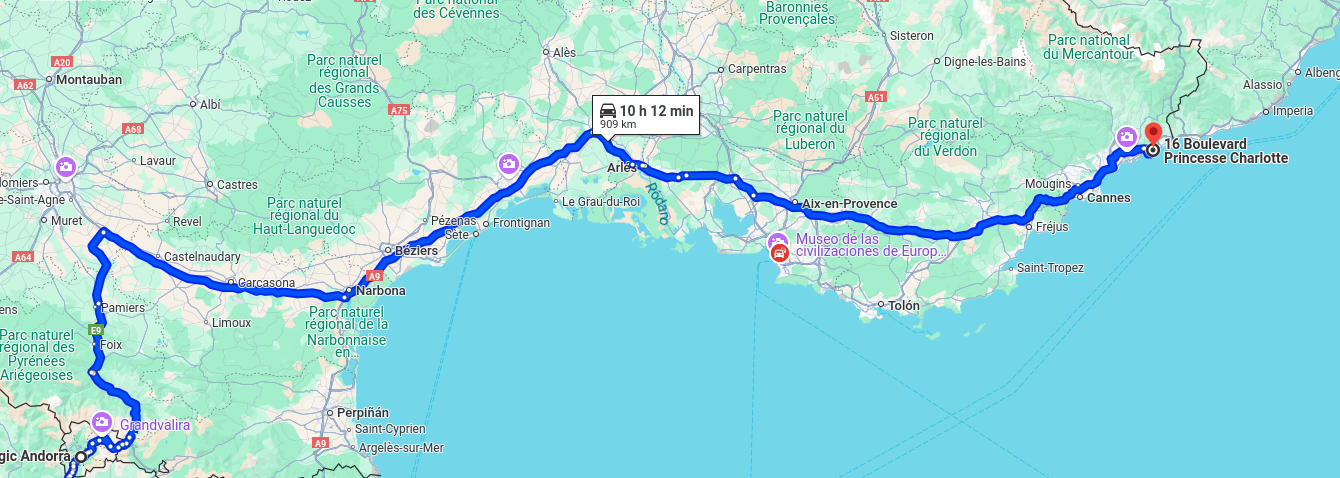 Parc naturel
des Cévennes
Baronnies
Provençales
Sisteron
Parc national
du Mercantour
Alès
A20
Montauban
A62
Parc naturel
régional
des Grands
Causses
Carpentras
Digne-les-Bains
Alassio
Albeng
Imperia
Albí
A75
A51
10 h 12 min
909 km
A68
Parc naturel
régional du
Luberon
Parc naturel
régional
du Verdon
Lavaur
Castres
Arlés
16 Boulevard
Princesse Charlotte
lomiers
e-Saint-Agne
Muret
Revel
Parc naturel
régional du
Haut-Languedoc
Le Grau-du-Roi
Ródano
Mougins
Cannes
Aix-en-Provence
Pézenas
Frontignan
Sète
Fréjus
Béziers
Museo de las
civilizaciones de Europ...
A64
Castelnaudary
Saint-Tropez
Carcasona
A9
Narbona
Tolón
ens
Pamiers
Limoux
Parc naturel
régional de la
Narbonnaise
en...
E9
Foix
Parc naturel
régional des
Pyrénées
Ariégeoises
Perpiñán
Saint-Cyprien
Grandvalira
A9
Argelès-sur-Mer
gic Andorra